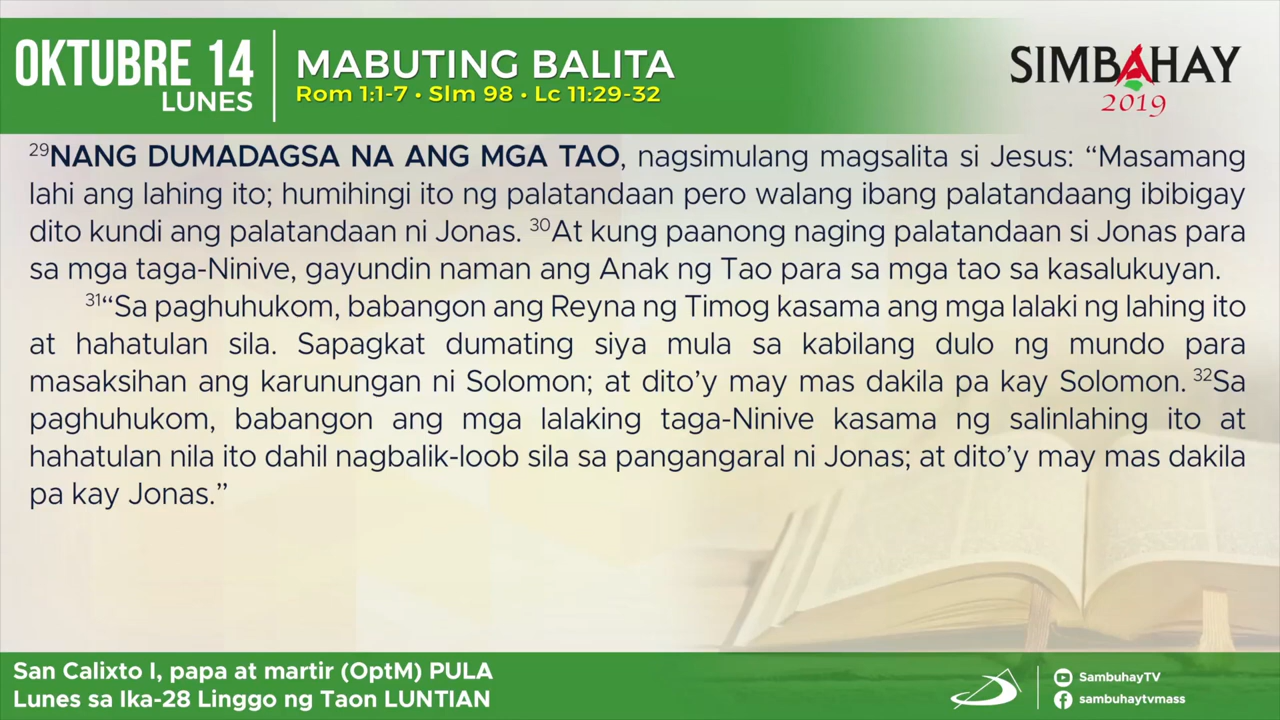 OKTUBRE 14
LUNES
MABUTING BALITA
Rom 1:1-7 • Slm 98 • Lc 11:29-32
SIMBAHAY
2019
29NANG DUMADAGSA NA ANG MGA TAO, nagsimulang magsalita si Jesus: “Masamang
lahi ang lahing ito; humihingi ito ng palatandaan pero walang ibang palatandaang ibibigay
dito kundi ang palatandaan ni Jonas. 30At kung paanong naging palatandaan si Jonas para
sa mga taga-Ninive, gayundin naman ang Anak ng Tao para sa mga tao sa kasalukuyan.
31“Sa paghuhukom, babangon ang Reyna ng Timog kasama ang mga lalaki ng lahing ito
at hahatulan sila. Sapagkat dumating siya mula sa kabilang dulo ng mundo para
masaksihan ang karunungan ni Solomon; at dito’y may mas dakila pa kay Solomon. 32Sa
paghuhukom, babangon ang mga lalaking taga-Ninive kasama ng salinlahing ito at
hahatulan nila ito dahil nagbalik-loob sila sa pangangaral ni Jonas; at dito’y may mas dakila
pa kay Jonas.”
San Calixto I, papa at martir (OptM) PULA
Lunes sa Ika-28 Linggo ng Taon LUNTIAN
SambuhayTV
sambuhaytvmass